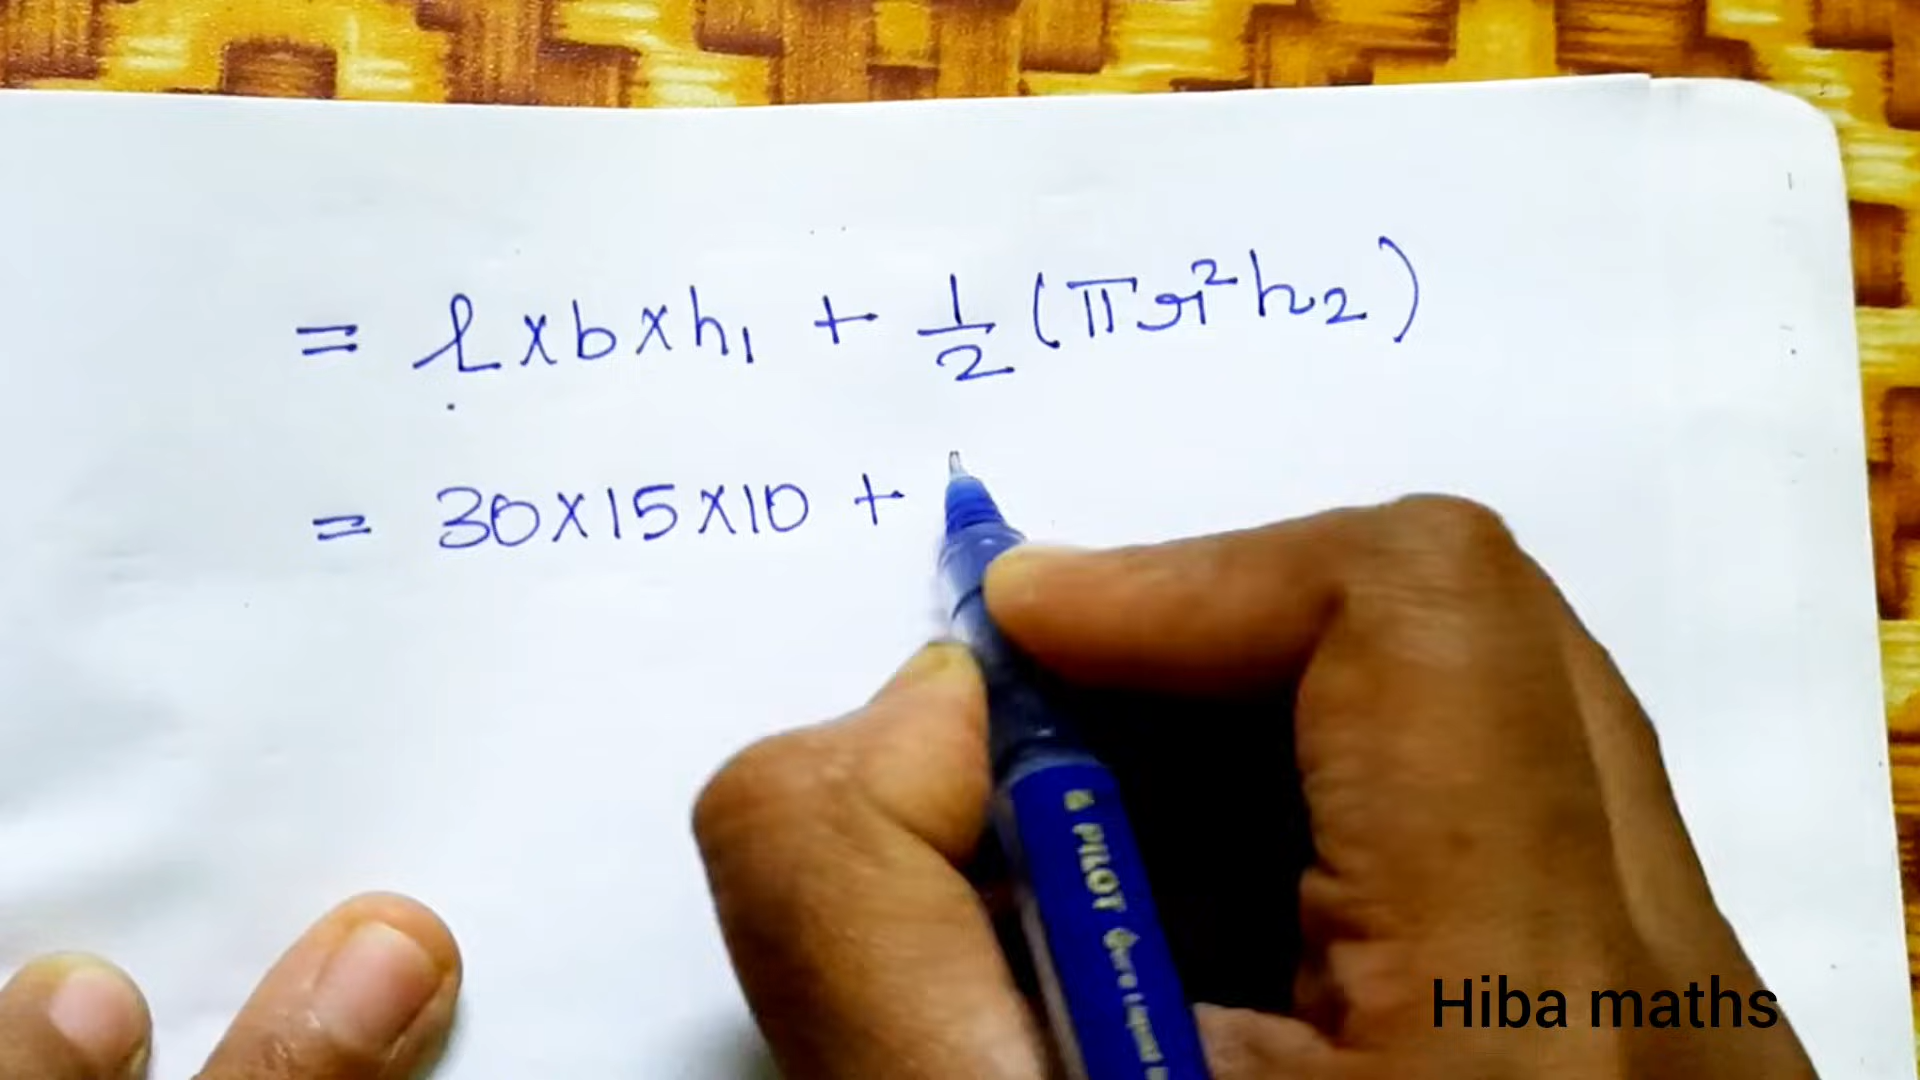 = l×b×h₁ + 1/2 (πr²h₂)
= 30×15×10 +
PILOT
Hiba maths